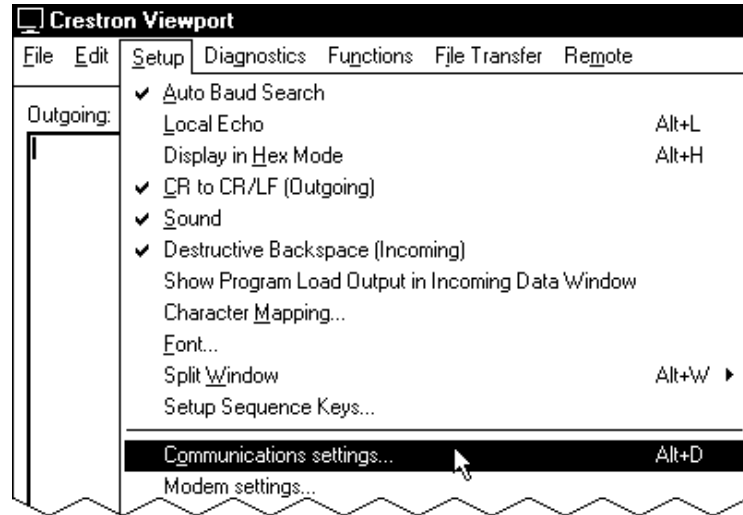 Crestron Viewport
File Edit Setup Diagnostics Functions File Transfer Remote
Auto Baud Search
Outgoing:
Local Echo Alt+L
Display in Hex Mode Alt+H
CR to CR/LF (Outgoing)
Sound
Destructive Backspace (Incoming)
Show Program Load Output in Incoming Data Window
Character Mapping...
Font...
Split Window Alt+W
Setup Sequence Keys...
Communications settings... Alt+D
Modem settings...